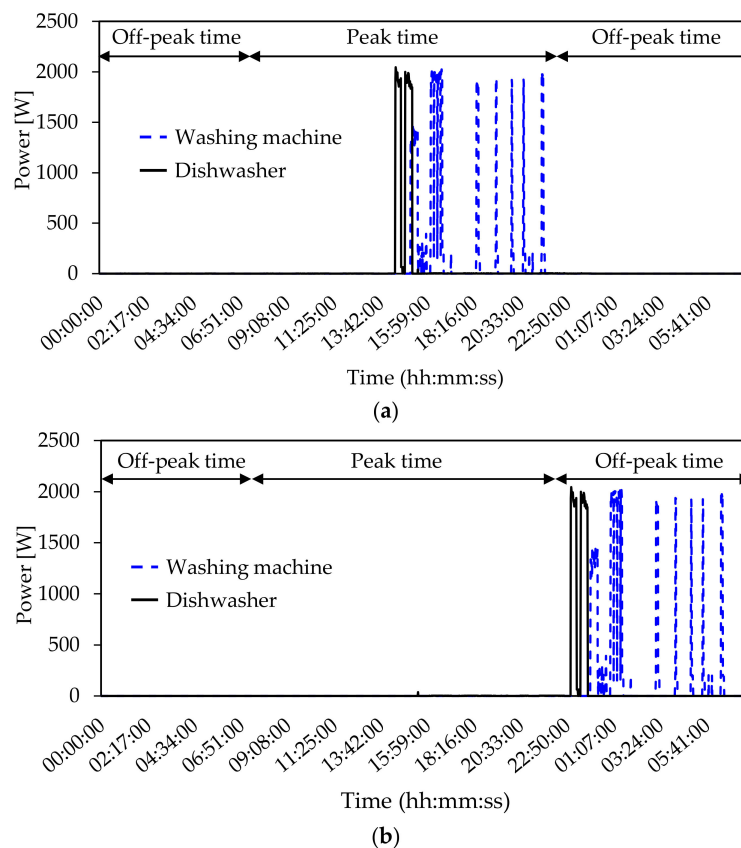 2500
Off-peak time
Peak time
Off-peak time
2000
1500
1000
500
0
Power [W]
Washing machine
Dishwasher
00:00:00
02:17:00
04:34:00
06:51:00
09:08:00
11:25:00
13:42:00
15:59:00
18:16:00
20:33:00
22:50:00
01:07:00
03:24:00
05:41:00
Time (hh:mm:ss)
(a)
2500
Off-peak time
Peak time
Off-peak time
2000
1500
1000
500
0
Power [W]
Washing machine
Dishwasher
00:00:00
02:17:00
04:34:00
06:51:00
09:08:00
11:25:00
13:42:00
15:59:00
18:16:00
20:33:00
22:50:00
01:07:00
03:24:00
05:41:00
Time (hh:mm:ss)
(b)